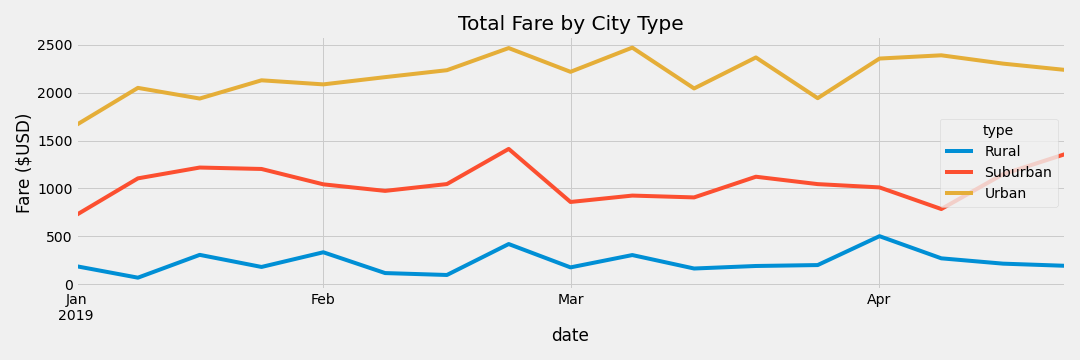 Total Fare by City Type
Fare ($USD)
2500
2000
1500
1000
500
0
Jan
2019
Feb
Mar
Apr
date
type
Rural
Suburban
Urban